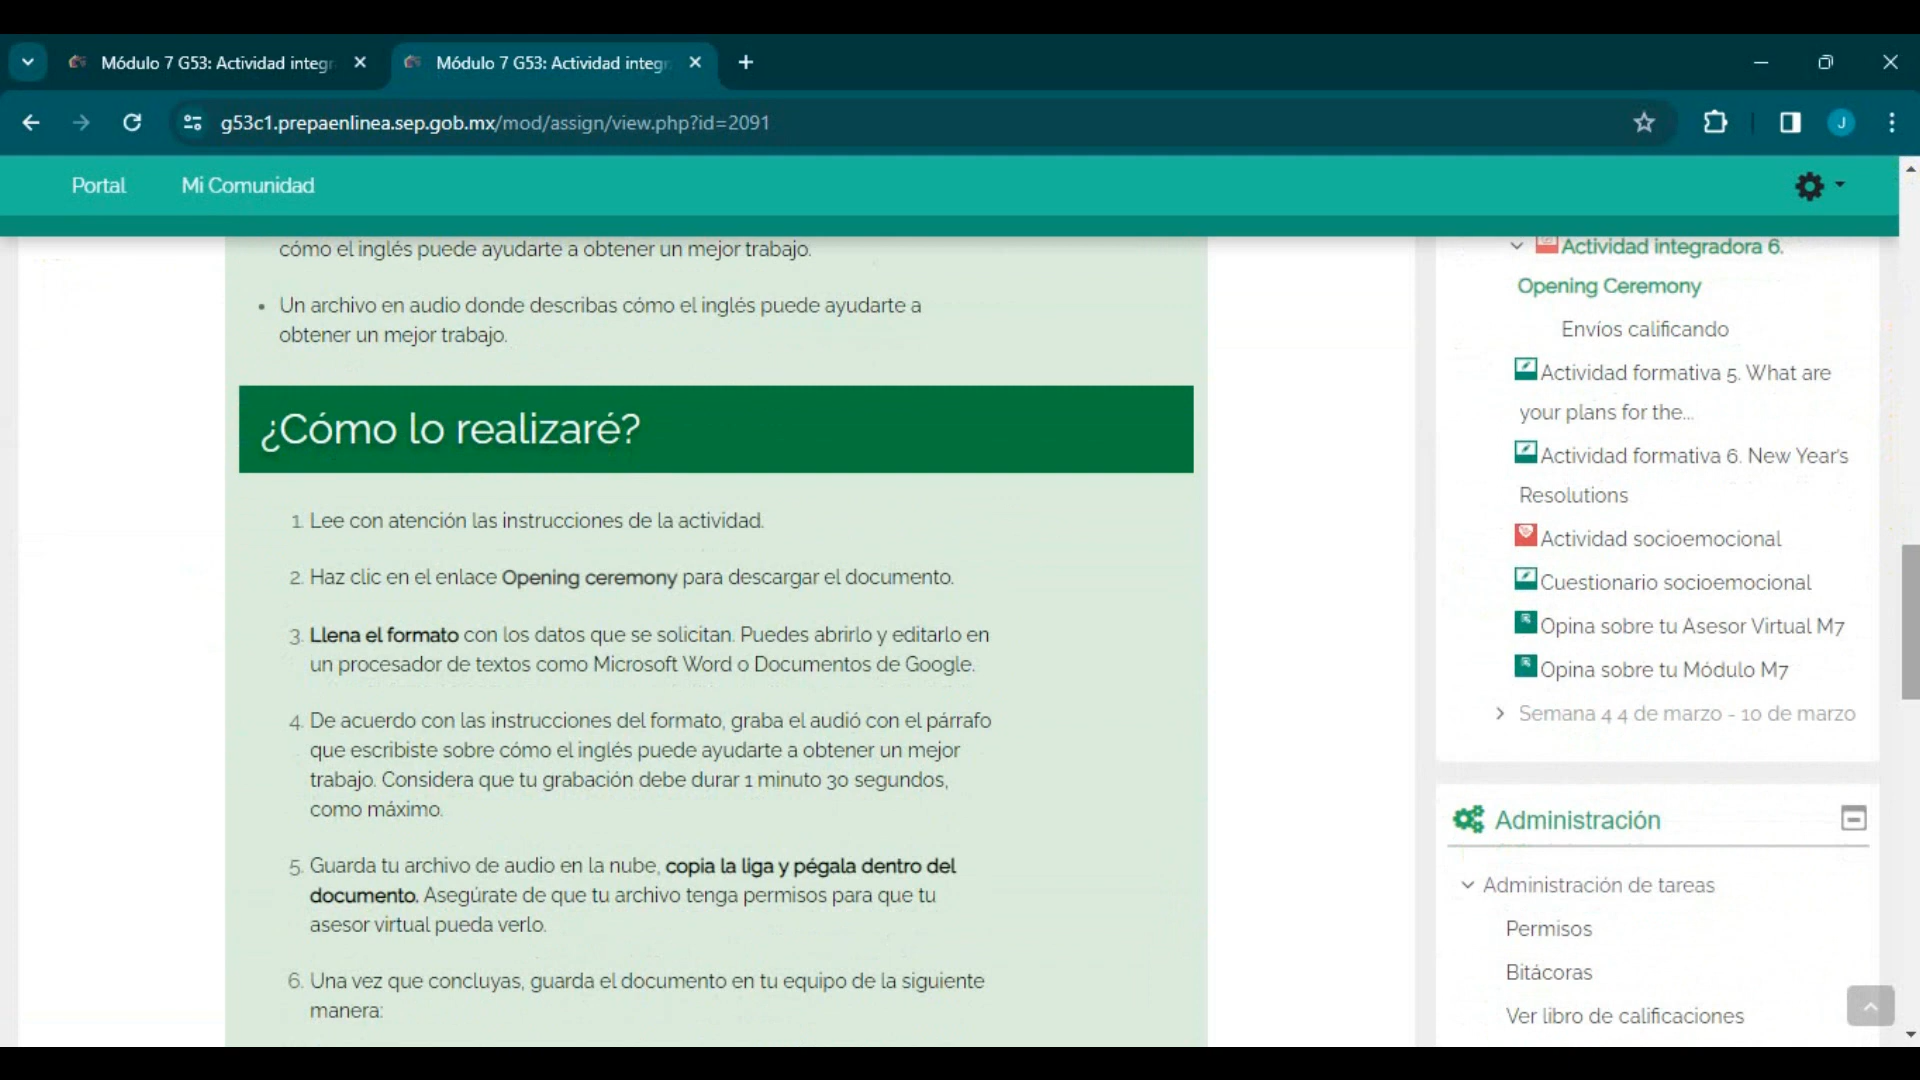 Módulo 7 G53: Actividad integr
Módulo 7 G53: Actividad integr
g53c1.prepaenlinea.sep.gob.mx/mod/assign/view.php?id=2091
J
Portal
Mi Comunidad
cómo el inglés puede ayudarte a obtener un mejor trabajo.
• Un archivo en audio donde describas cómo el inglés puede ayudarte a
obtener un mejor trabajo.
¿Cómo lo realizaré?
1. Lee con atención las instrucciones de la actividad.
2. Haz clic en el enlace Opening ceremony para descargar el documento.
3. Llena el formato con los datos que se solicitan. Puedes abrirlo y editarlo en
un procesador de textos como Microsoft Word o Documentos de Google.
4. De acuerdo con las instrucciones del formato, graba el audió con el párrafo
que escribiste sobre cómo el inglés puede ayudarte a obtener un mejor
trabajo. Considera que tu grabación debe durar 1 minuto 30 segundos,
como máximo.
5. Guarda tu archivo de audio en la nube, copia la liga y pégala dentro del
documento. Asegúrate de que tu archivo tenga permisos para que tu
asesor virtual pueda verlo.
6. Una vez que concluyas, guarda el documento en tu equipo de la siguiente
manera:
Actividad integradora 6.
Opening Ceremony
Envíos calificando
Actividad formativa 5. What are
your plans for the...
Actividad formativa 6. New Year's
Resolutions
Actividad socioemocional
Cuestionario socioemocional
Opina sobre tu Asesor Virtual M7
Opina sobre tu Módulo M7
Semana 4 4 de marzo - 10 de marzo
Administración
Administración de tareas
Permisos
Bitácoras
Ver libro de calificaciones